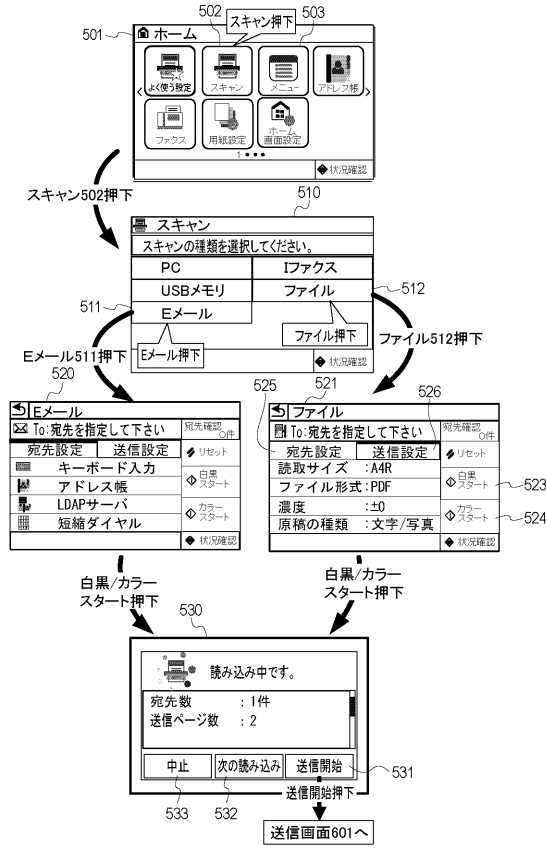 501
502
スキャン押下
503
ホーム
よく使う設定
スキャン
メニュー
アドレス帳
ファクス
用紙設定
ホーム
画面設定
1
状況確認
スキャン502押下
510
スキャン
スキャンの種類を選択してください。
PC
Iファクス
USBメモリ
ファイル
Eメール
511
512
Eメール押下
ファイル押下
状況確認
Eメール511押下
ファイル512押下
520
Eメール
To:宛先を指定して下さい
宛先確認
0件
宛先設定
送信設定
リセット
キーボード入力
アドレス帳
白黒
スタート
LDAPサーバ
短縮ダイヤル
カラー
スタート
状況確認
525
521
526
ファイル
To:宛先を指定して下さい
宛先確認
0件
宛先設定
送信設定
リセット
読取サイズ :A4R
ファイル形式:PDF
白黒
スタート
523
濃度 :±0
原稿の種類 :文字/写真
カラー
スタート
524
状況確認
白黒/カラー
スタート押下
白黒/カラー
スタート押下
530
読み込み中です。
宛先数 :1件
送信ページ数 :2
中止
次の読み込み
送信開始
531
533
532
送信開始押下
送信画面601へ